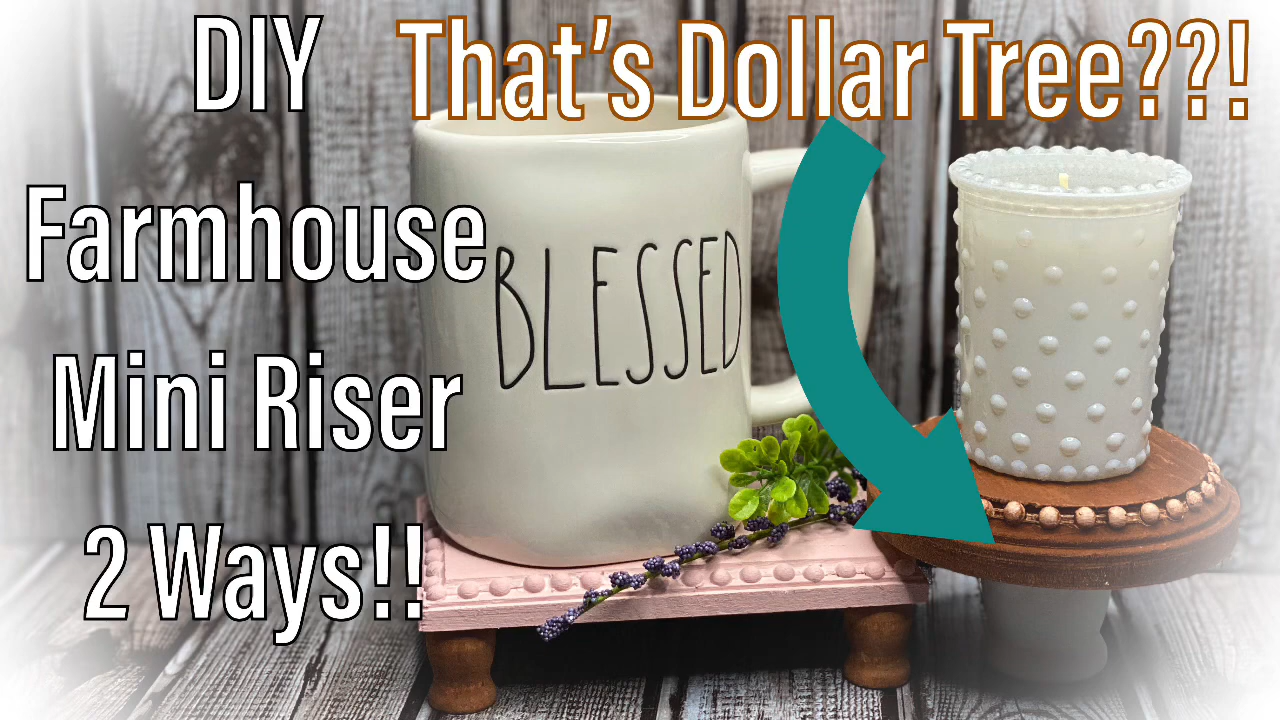 DIY
Farmhouse
Mini Riser
2 Ways!!
That's Dollar Tree??!
BLESSED